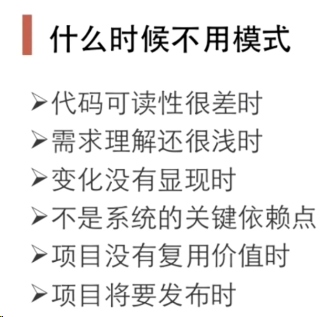 什么时候不用模式
➢代码可读性很差时
➢需求理解还很浅时
➢变化没有显现时
➢不是系统的关键依赖点
➢项目没有复用价值时
➢项目将要发布时